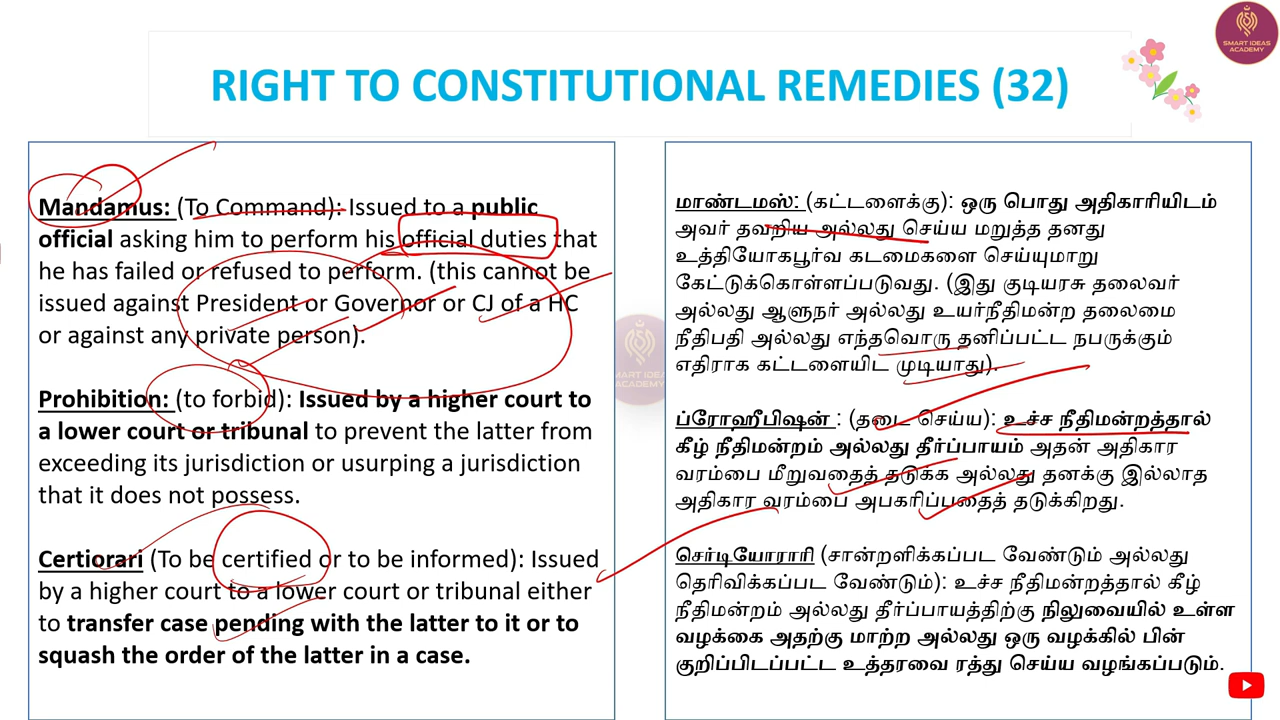 SMART IDEAS
ACADEMY
RIGHT TO CONSTITUTIONAL REMEDIES (32)
Mandamus: (To Command): Issued to a public
official asking him to perform his official duties that
he has failed or refused to perform. (this cannot be
issued against President or Governor or CJ of a HC
or against any private person).
Prohibition: (to forbid): Issued by a higher court to
a lower court or tribunal to prevent the latter from
exceeding its jurisdiction or usurping a jurisdiction
that it does not possess.
Certiorari (To be certified or to be informed): Issued
by a higher court to a lower court or tribunal either
to transfer case pending with the latter to it or to
squash the order of the latter in a case.
மாண்டமஸ்: (கட்டளைக்கு): ஒரு பொது அதிகாரியிடம்
அவர் தவறிய அல்லது செய்ய மறுத்த தனது
உத்தியோகபூர்வ கடமைகளை செய்யுமாறு
கேட்டுக்கொள்ளப்படுவது. (இது குடியரசு தலைவர்
அல்லது ஆளுநர் அல்லது உயர்நீதிமன்ற தலைமை
நீதிபதி அல்லது எந்தவொரு தனிப்பட்ட நபருக்கும்
எதிராக கட்டளையிட முடியாது).
ப்ரோஹீபிஷன் : (தடை செய்ய): உச்ச நீதிமன்றத்தால்
கீழ் நீதிமன்றம் அல்லது தீர்ப்பாயம் அதன் அதிகார
வரம்பை மீறுவதைத் தடுக்க அல்லது தனக்கு இல்லாத
அதிகார வரம்பை அபகரிப்பதைத் தடுக்கிறது.
செர்டியோராரி (சான்றளிக்கப்பட வேண்டும் அல்லது
தெரிவிக்கப்பட வேண்டும்): உச்ச நீதிமன்றத்தால் கீழ்
நீதிமன்றம் அல்லது தீர்ப்பாயத்திற்கு நிலுவையில் உள்ள
வழக்கை அதற்கு மாற்ற அல்லது ஒரு வழக்கில் பின்
குறிப்பிடப்பட்ட உத்தரவை ரத்து செய்ய வழங்கப்படும்.